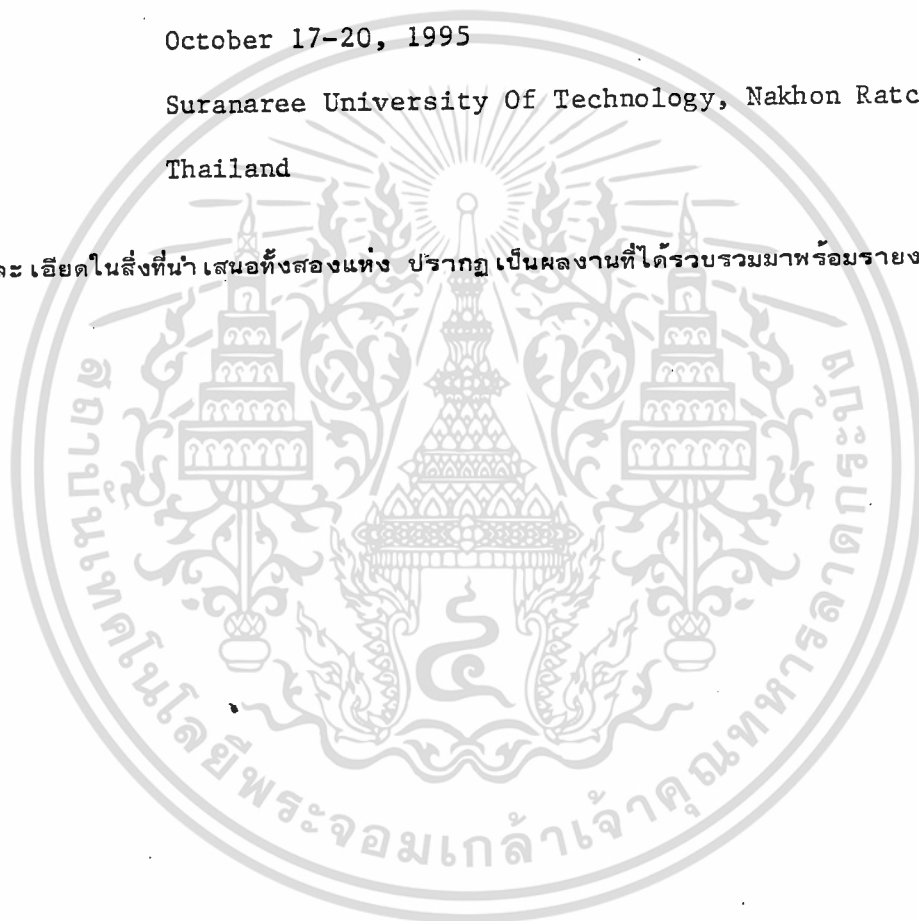 October 17-20, 1995
Suranaree University Of Technology, Nakhon Ratc
Thailand
ละเอียดในสิ่งที่นำเสนอทั้งสองแห่ง ปรากฏเป็นผลงานที่ได้รวบรวมมาพร้อมรายง
สถาบันเทคโนโลยีพระจอมเกล้าเจ้าคุณทหารลาดกระบัง